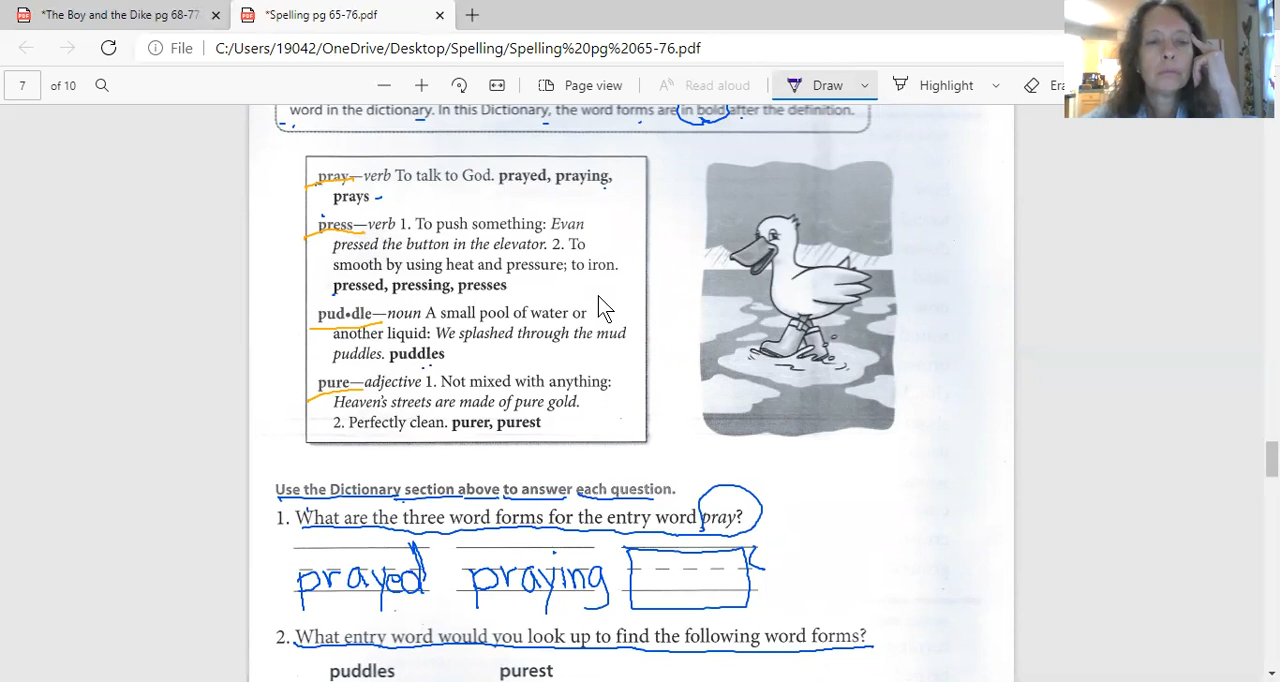 *The Boy and the Dike pg 68-77
*Spelling pg 65-76.pdf
File C:/Users/19042/OneDrive/Desktop/Spelling/Spelling%20pg%2065-76.pdf
7 of 10 Page view Read aloud Draw Highlight
word in the dictionary. In this Dictionary, the word forms are in bold after the definition.
pray—verb To talk to God. prayed, praying,
prays
press—verb 1. To push something: Evan
pressed the button in the elevator. 2. To
smooth by using heat and pressure; to iron.
pressed, pressing, presses
pud•dle—noun A small pool of water or
another liquid: We splashed through the mud
puddles. puddles
pure—adjective 1. Not mixed with anything:
Heaven's streets are made of pure gold.
2. Perfectly clean. purer, purest
Use the Dictionary section above to answer each question.
1. What are the three word forms for the entry word pray?
prayed praying
2. What entry word would you look up to find the following word forms?
puddles purest